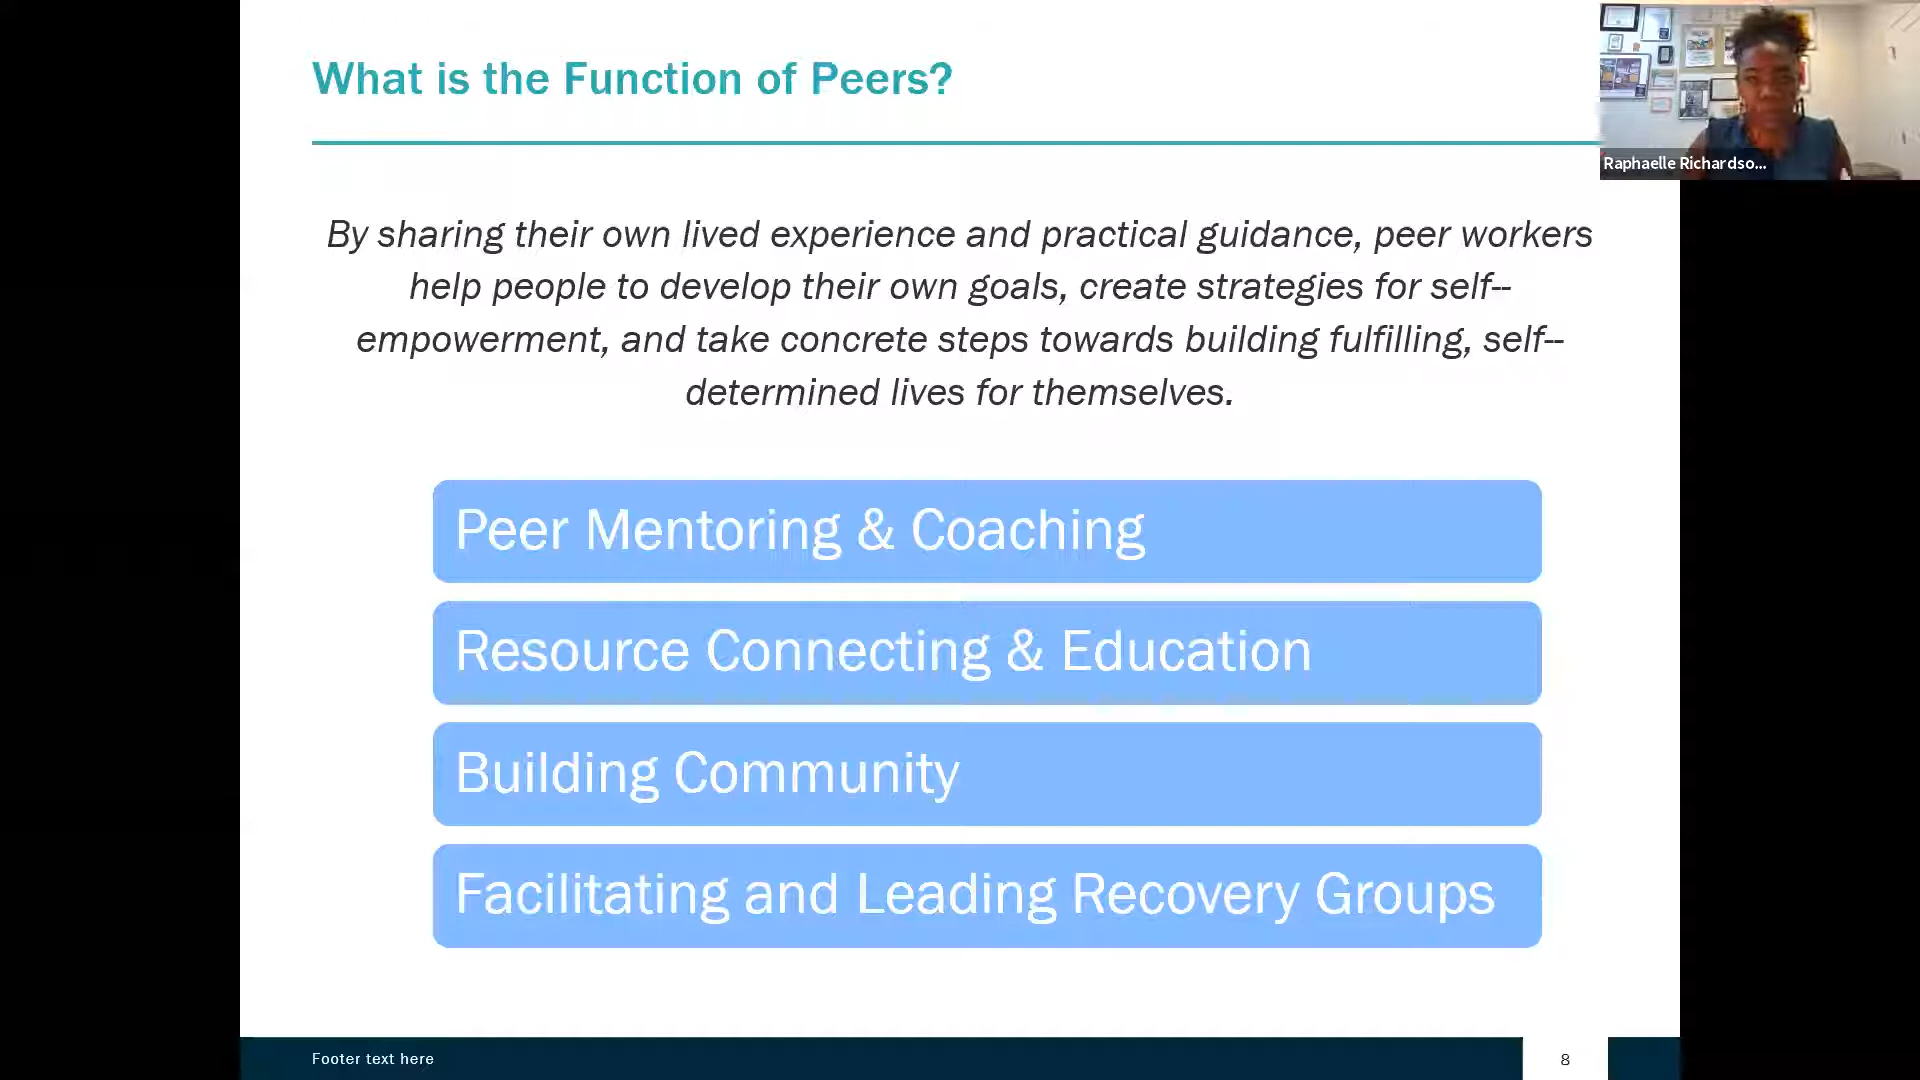 What is the Function of Peers?
Raphaelle Richardso...
By sharing their own lived experience and practical guidance, peer workers
help people to develop their own goals, create strategies for self--
empowerment, and take concrete steps towards building fulfilling, self--
determined lives for themselves.
Peer Mentoring & Coaching
Resource Connecting & Education
Building Community
Facilitating and Leading Recovery Groups
Footer text here
8